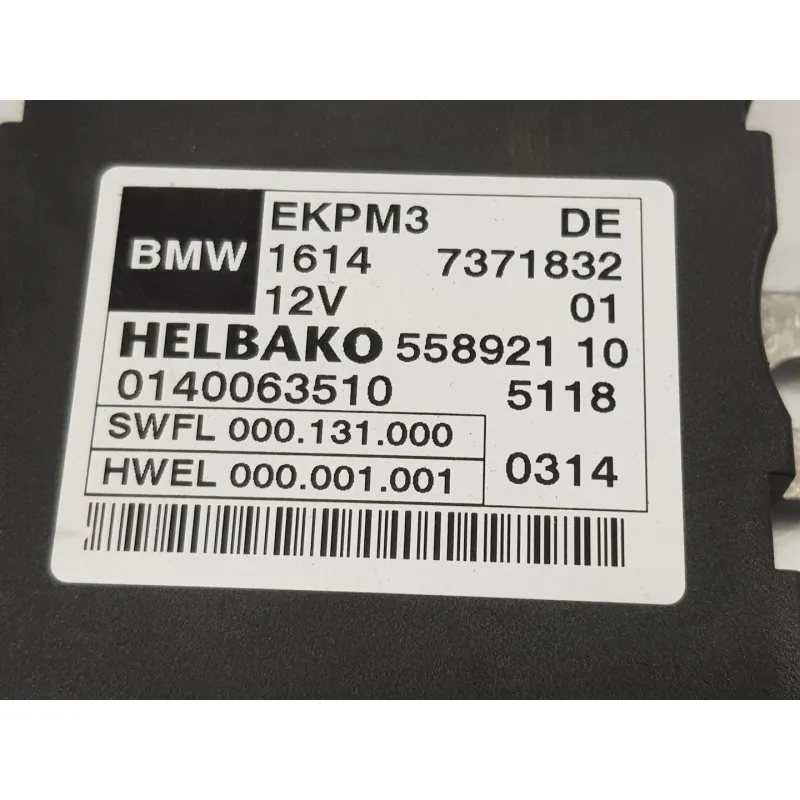 BMW
EKPM3 DE
1614 7371832
12V 01
HELBAKO 558921 10
0140063510 5118
SWFL 000.131.000
HWEL 000.001.001 0314